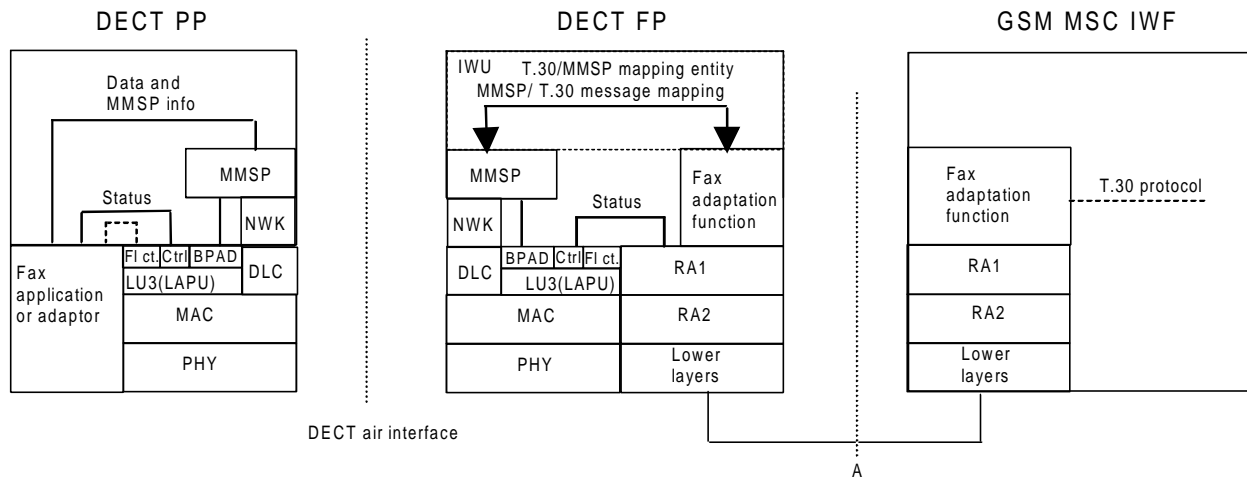 DECT PP
DECT FP
GSM MSC IWF
Data and
MMSP info
MMSP
Status
NWK
Fl ct.
Ctrl
BPAD
DLC
LU3(LAPU)
Fax
application
or adaptor
MAC
PHY
IWU
T.30/MMSP mapping entity
MMSP/ T.30 message mapping
MMSP
Status
Fax
adaptation
function
NWK
BPAD
Ctrl
Fl ct.
DLC
LU3(LAPU)
RA1
MAC
RA2
PHY
Lower
layers
Fax
adaptation
function
T.30 protocol
RA1
RA2
Lower
layers
DECT air interface
A